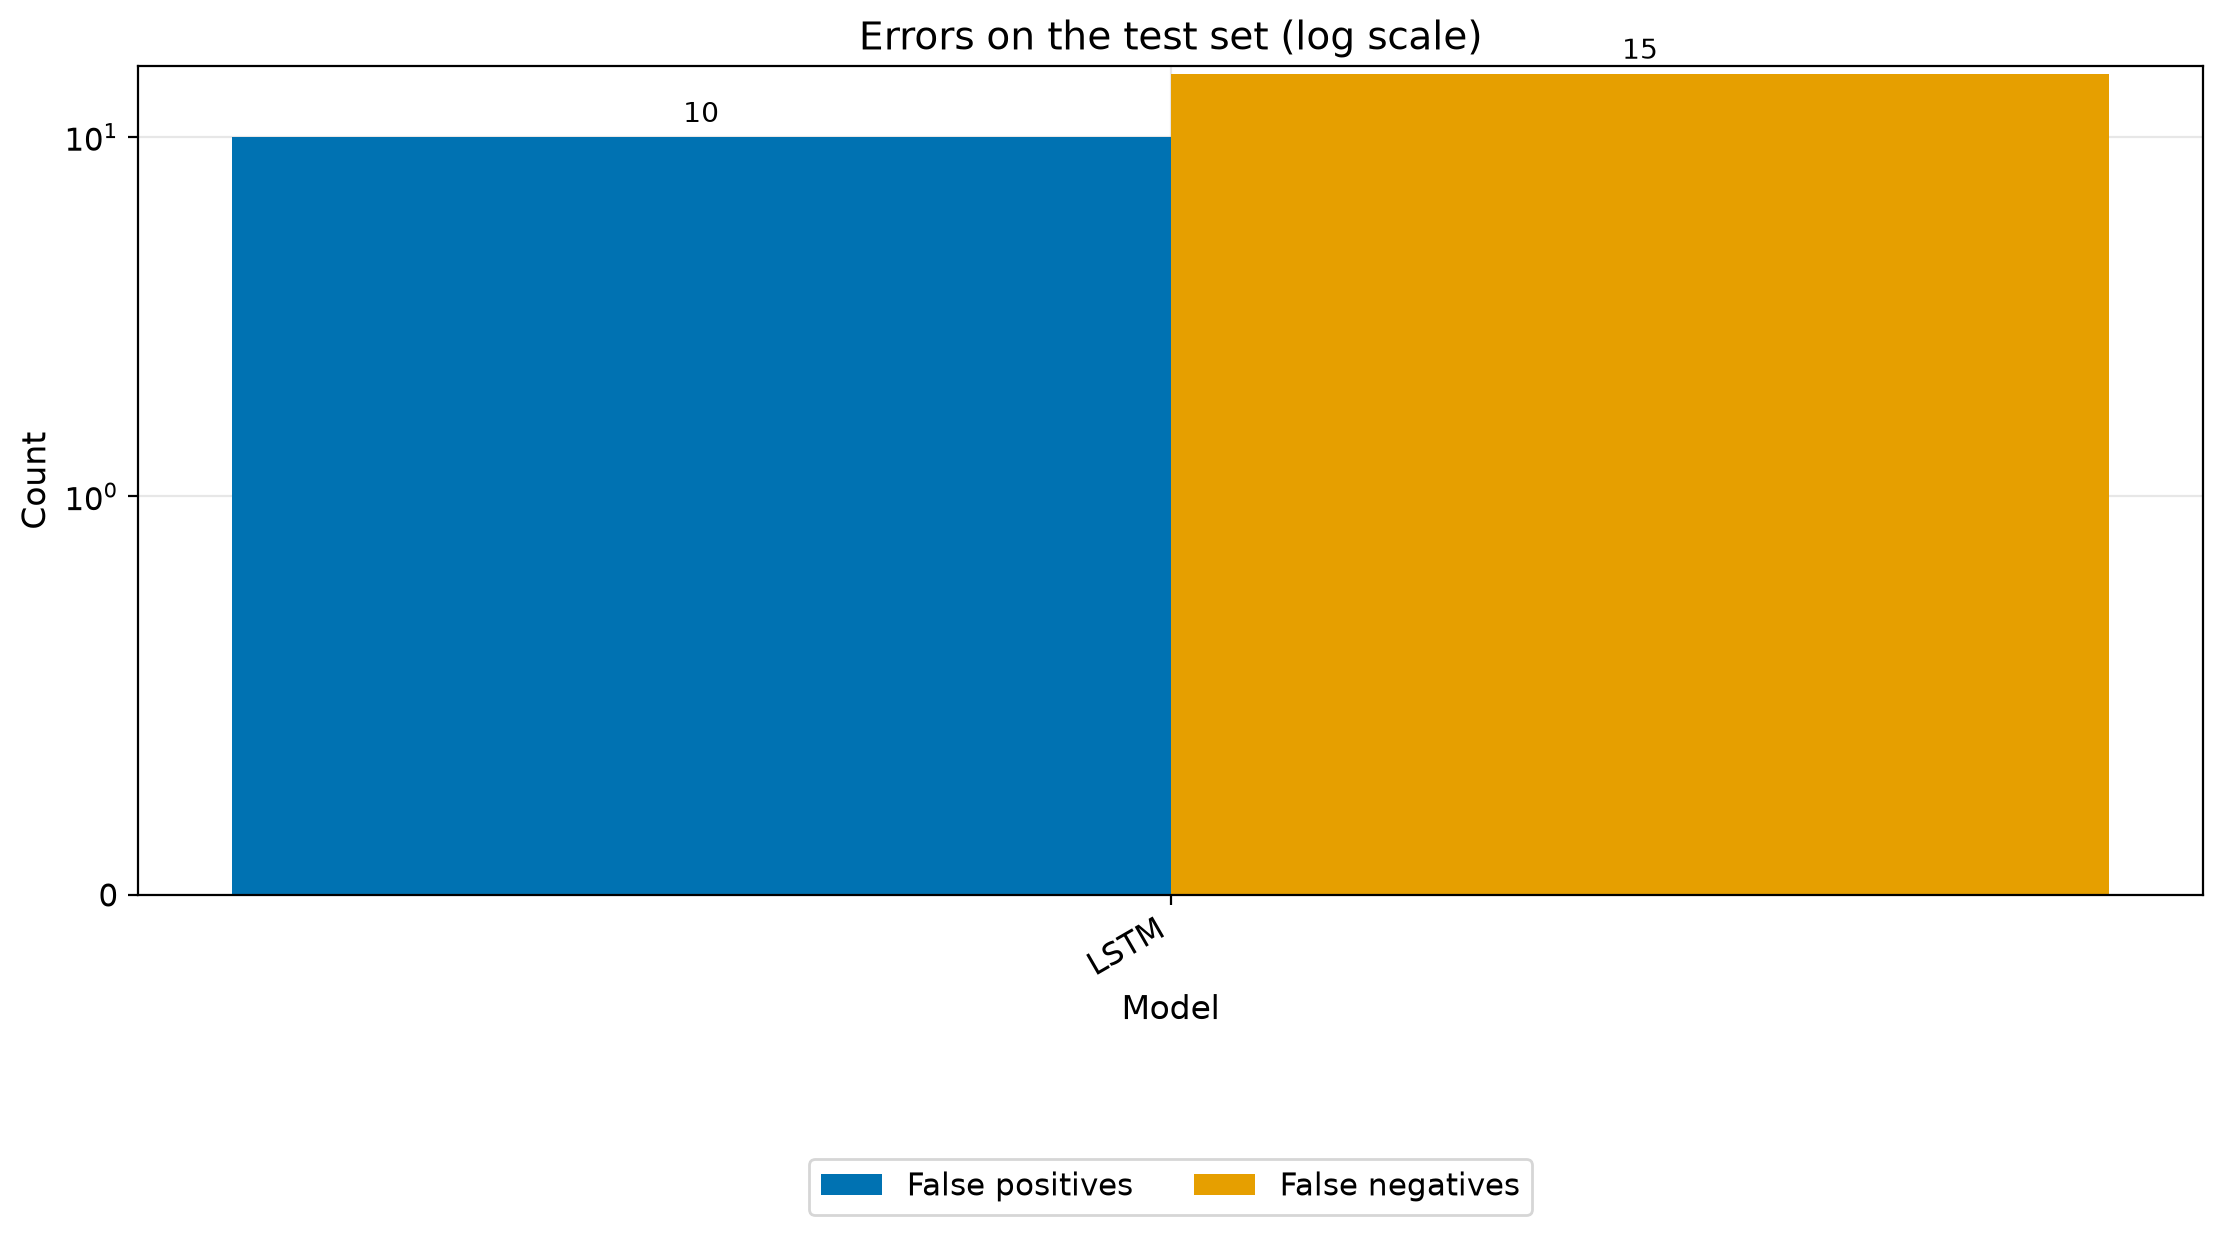 Errors on the test set (log scale)
15
10
10¹
10⁰
0
Count
LSTM
Model
False positives
False negatives